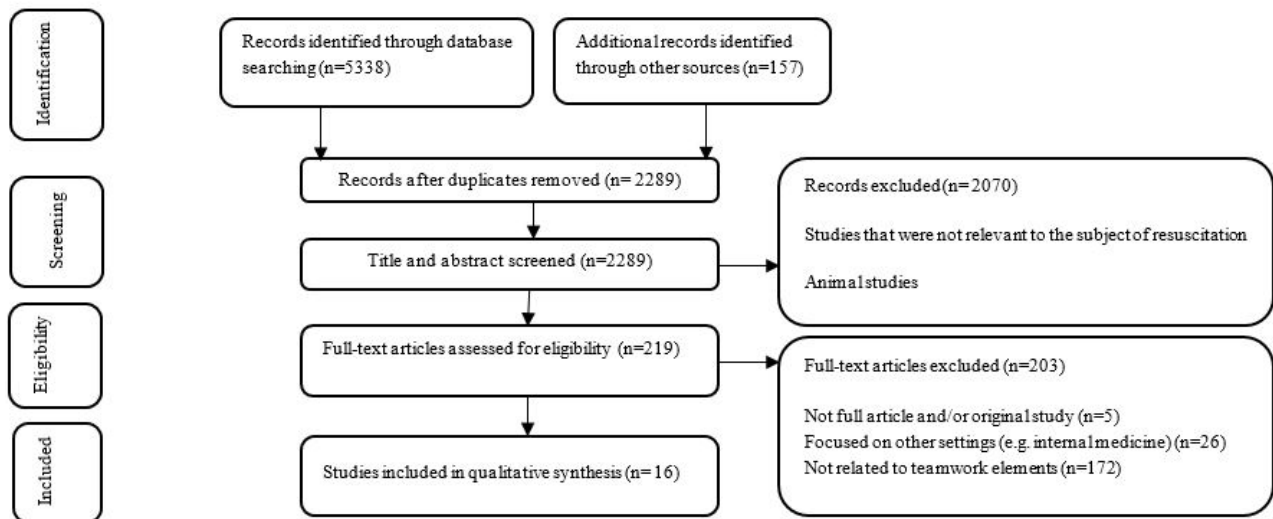 Identification
Records identified through database
searching (n=5338)
Additional records identified
through other sources (n=157)
Screening
Records after duplicates removed (n= 2289)
Title and abstract screened (n=2289)
Records excluded (n=2070)
Studies that were not relevant to the subject of resuscitation
Animal studies
Eligibility
Full-text articles assessed for eligibility (n=219)
Full-text articles excluded (n=203)
Not full article and/or original study (n=5)
Focused on other settings (e.g. internal medicine) (n=26)
Not related to teamwork elements (n=172)
Included
Studies included in qualitative synthesis (n= 16)